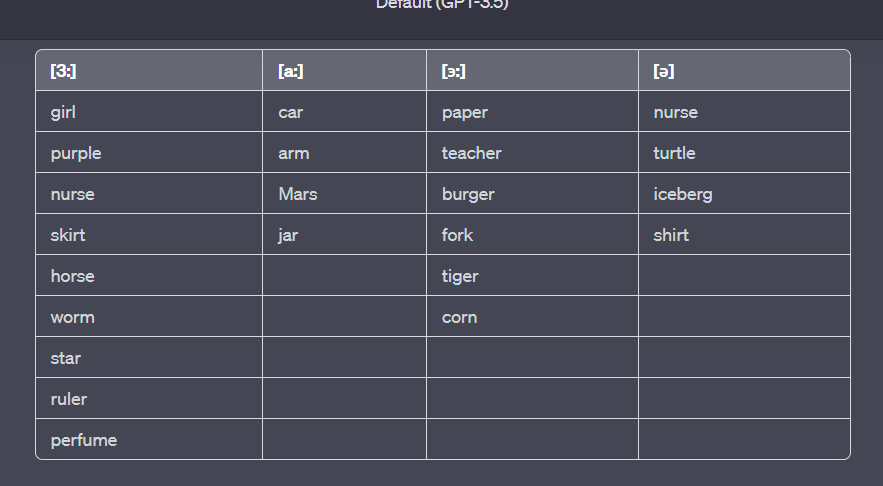 Default (GPT-3.5)
[3:] [a:] [ɔ:] [ə]
girl car paper nurse
purple arm teacher turtle
nurse Mars burger iceberg
skirt jar fork shirt
horse tiger
worm corn
star
ruler
perfume